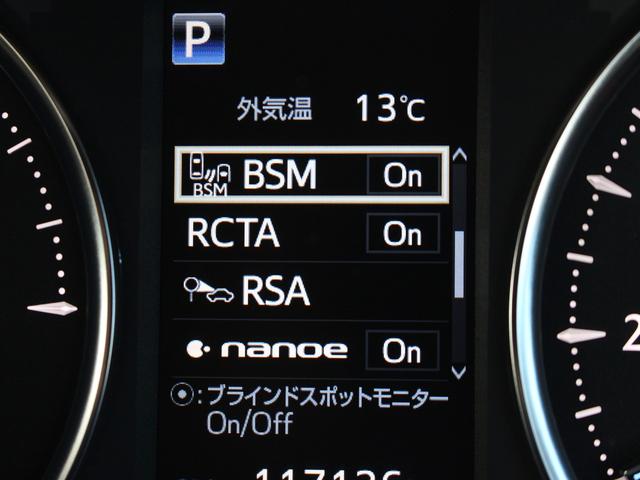 P
外気温 13℃
BSM BSM On
RCTA On
RSA
nanoe On
⦿:ブラインドスポットモニター
On/Off